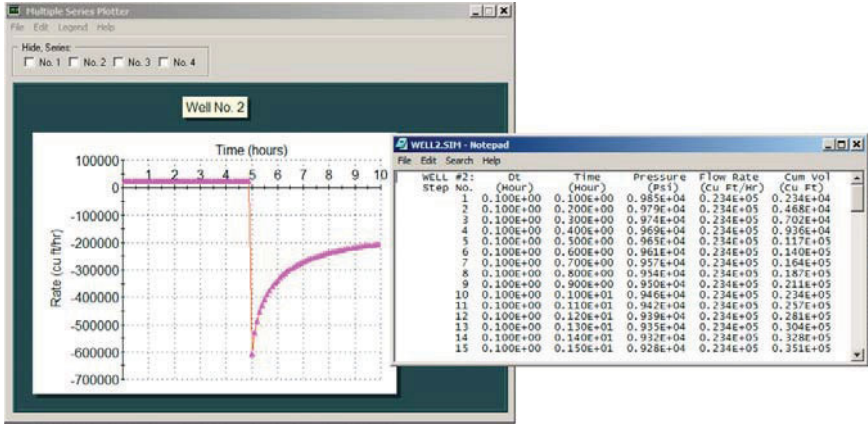 Multiple Series Plotter
File Edit Legend Help
Hide, Series:
No. 1 No. 2 No. 3 No. 4
Well No. 2
Time (hours)
1 2 3 4 5 6 7 8 9 10
100000
0
-100000
-200000
-300000
-400000
-500000
-600000
-700000
Rate (cu ft/hr)
WELL2.SIM - Notepad
File Edit Search Help
WELL #2: Dt Time Pressure Flow Rate Cum Vol
Step No. (Hour) (Hour) (Psi) (Cu Ft/Hr) (Cu Ft)
1 0.100E+00 0.100E+00 0.985E+04 0.234E+05 0.234E+04
2 0.100E+00 0.200E+00 0.979E+04 0.234E+05 0.468E+04
3 0.100E+00 0.300E+00 0.974E+04 0.234E+05 0.702E+04
4 0.100E+00 0.400E+00 0.969E+04 0.234E+05 0.936E+04
5 0.100E+00 0.500E+00 0.965E+04 0.234E+05 0.117E+05
6 0.100E+00 0.600E+00 0.961E+04 0.234E+05 0.140E+05
7 0.100E+00 0.700E+00 0.957E+04 0.234E+05 0.164E+05
8 0.100E+00 0.800E+00 0.954E+04 0.234E+05 0.187E+05
9 0.100E+00 0.900E+00 0.950E+04 0.234E+05 0.211E+05
10 0.100E+00 0.100E+01 0.946E+04 0.234E+05 0.234E+05
11 0.100E+00 0.110E+01 0.942E+04 0.234E+05 0.257E+05
12 0.100E+00 0.120E+01 0.939E+04 0.234E+05 0.281E+05
13 0.100E+00 0.130E+01 0.935E+04 0.234E+05 0.304E+05
14 0.100E+00 0.140E+01 0.932E+04 0.234E+05 0.328E+05
15 0.100E+00 0.150E+01 0.928E+04 0.234E+05 0.351E+05